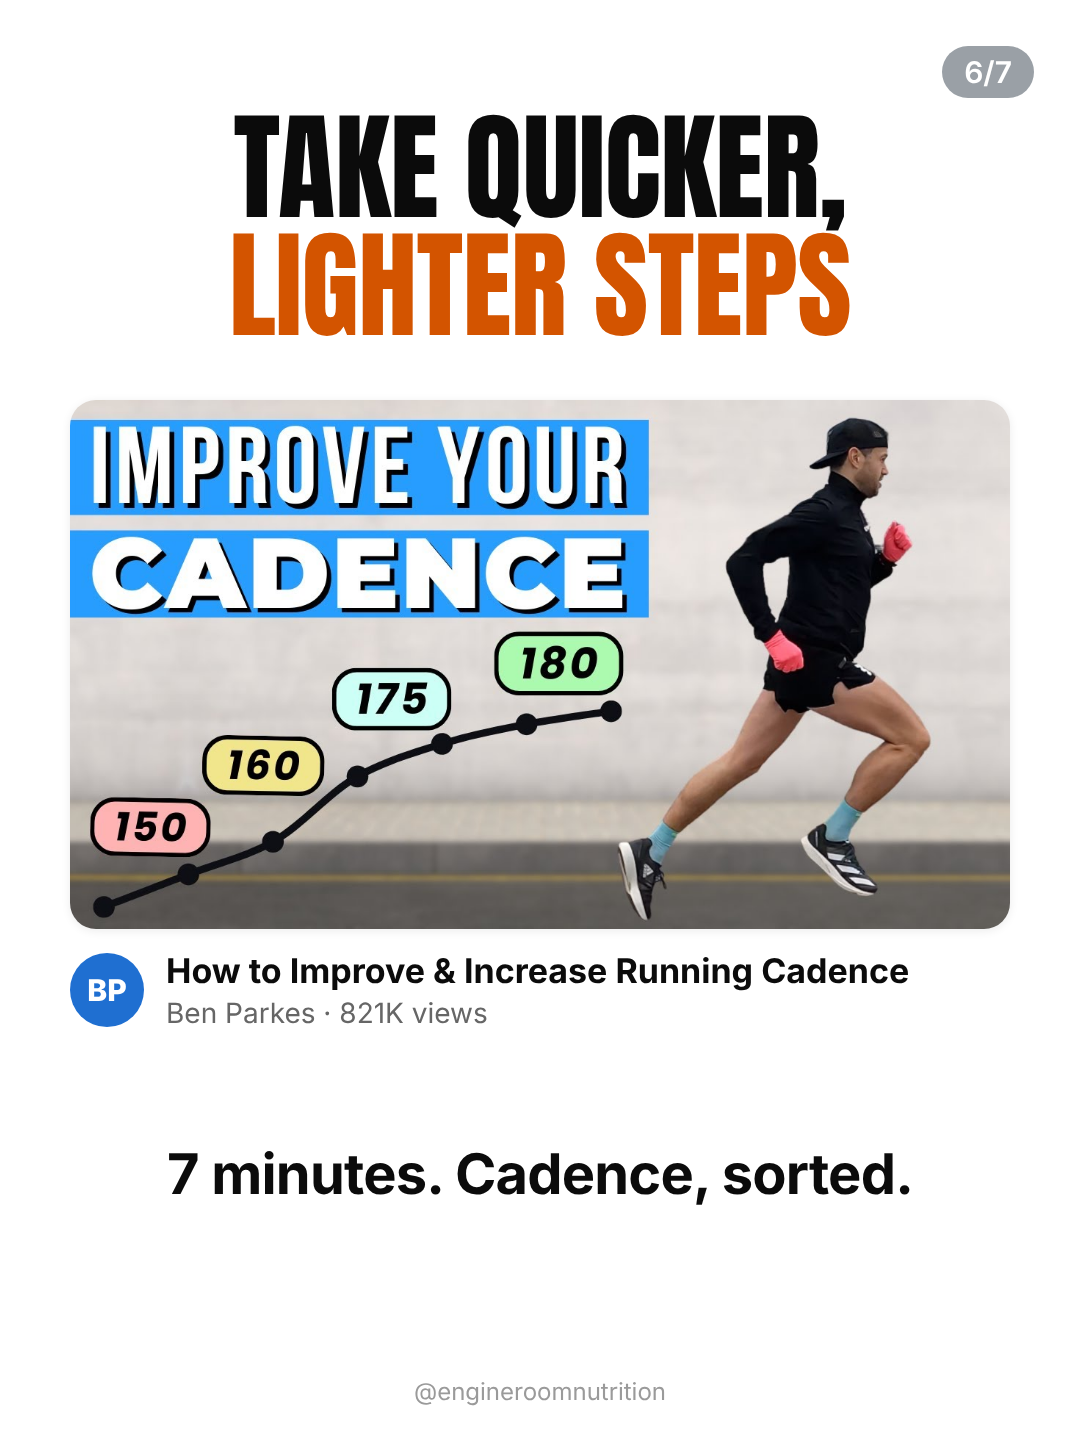 6/7
TAKE QUICKER,
LIGHTER STEPS
IMPROVE YOUR
CADENCE
180
175
160
150
BP
How to Improve & Increase Running Cadence
Ben Parkes · 821K views
7 minutes. Cadence, sorted.
@engineroomnutrition